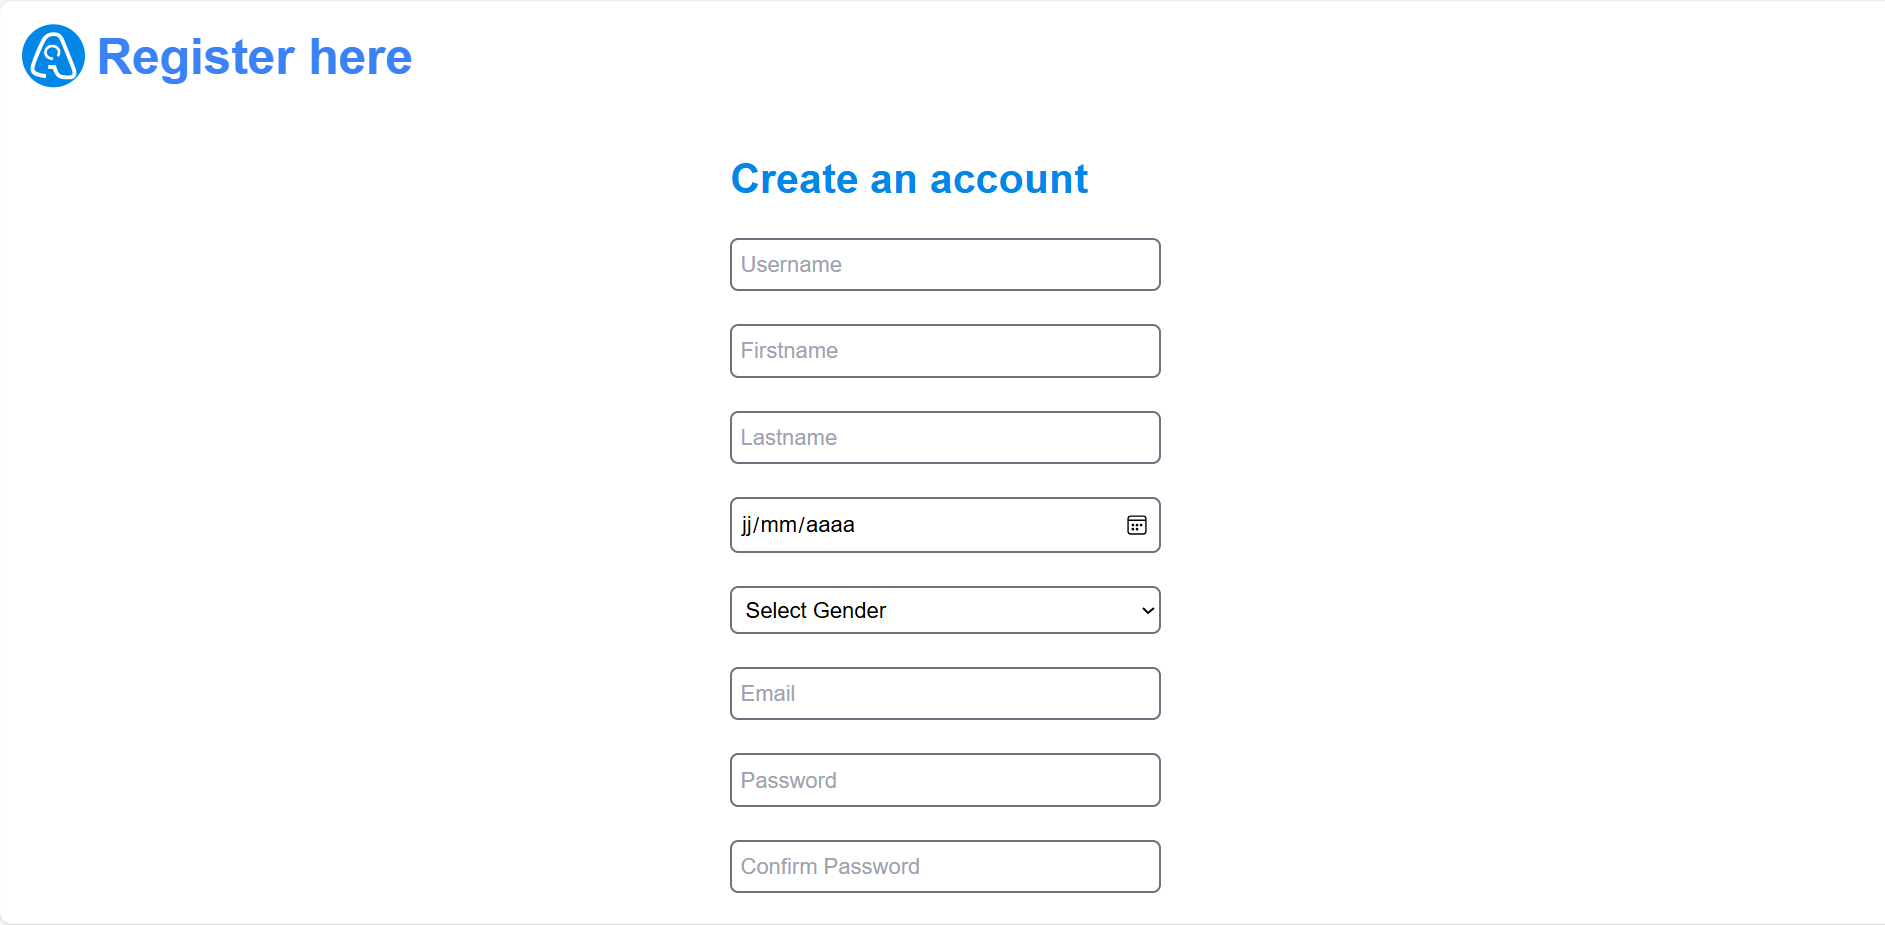 Register here
Create an account
Username
Firstname
Lastname
jj/mm/aaaa
Select Gender
Email
Password
Confirm Password